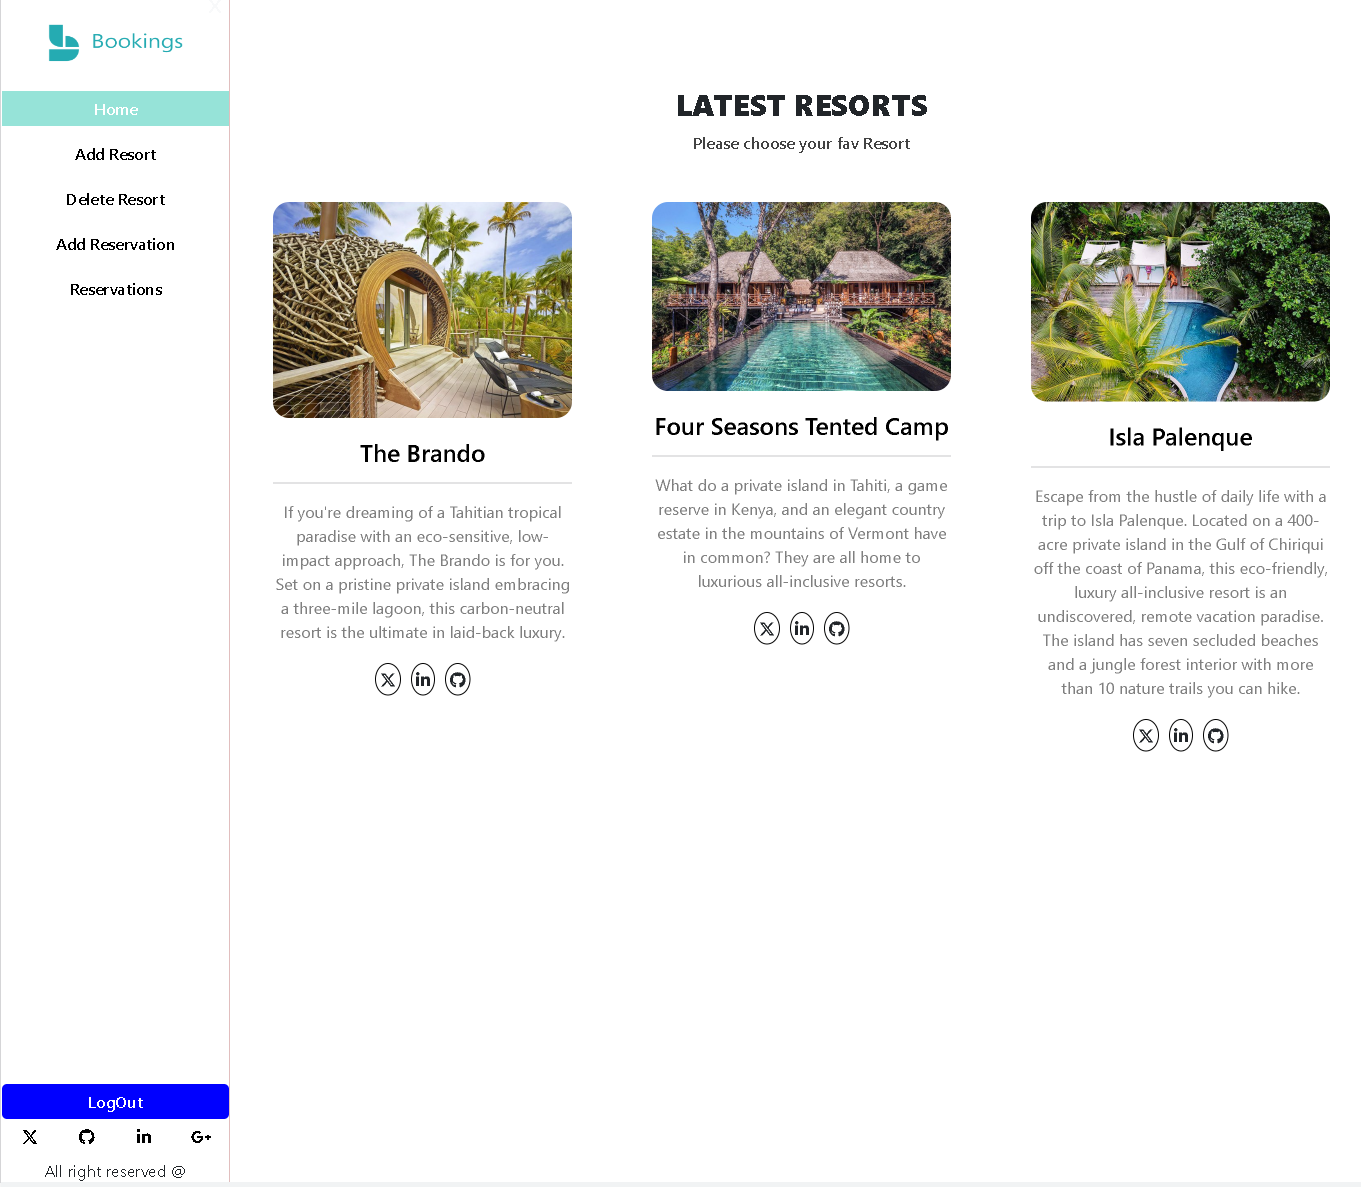 X
Bookings
Home
Add Resort
Delete Resort
Add Reservation
Reservations
LogOut
All right reserved @
LATEST RESORTS
Please choose your fav Resort
The Brando
If you're dreaming of a Tahitian tropical
paradise with an eco-sensitive, low-
impact approach, The Brando is for you.
Set on a pristine private island embracing
a three-mile lagoon, this carbon-neutral
resort is the ultimate in laid-back luxury.
Four Seasons Tented Camp
What do a private island in Tahiti, a game
reserve in Kenya, and an elegant country
estate in the mountains of Vermont have
in common? They are all home to
luxurious all-inclusive resorts.
Isla Palenque
Escape from the hustle of daily life with a
trip to Isla Palenque. Located on a 400-
acre private island in the Gulf of Chiriqui
off the coast of Panama, this eco-friendly,
luxury all-inclusive resort is an
undiscovered, remote vacation paradise.
The island has seven secluded beaches
and a jungle forest interior with more
than 10 nature trails you can hike.